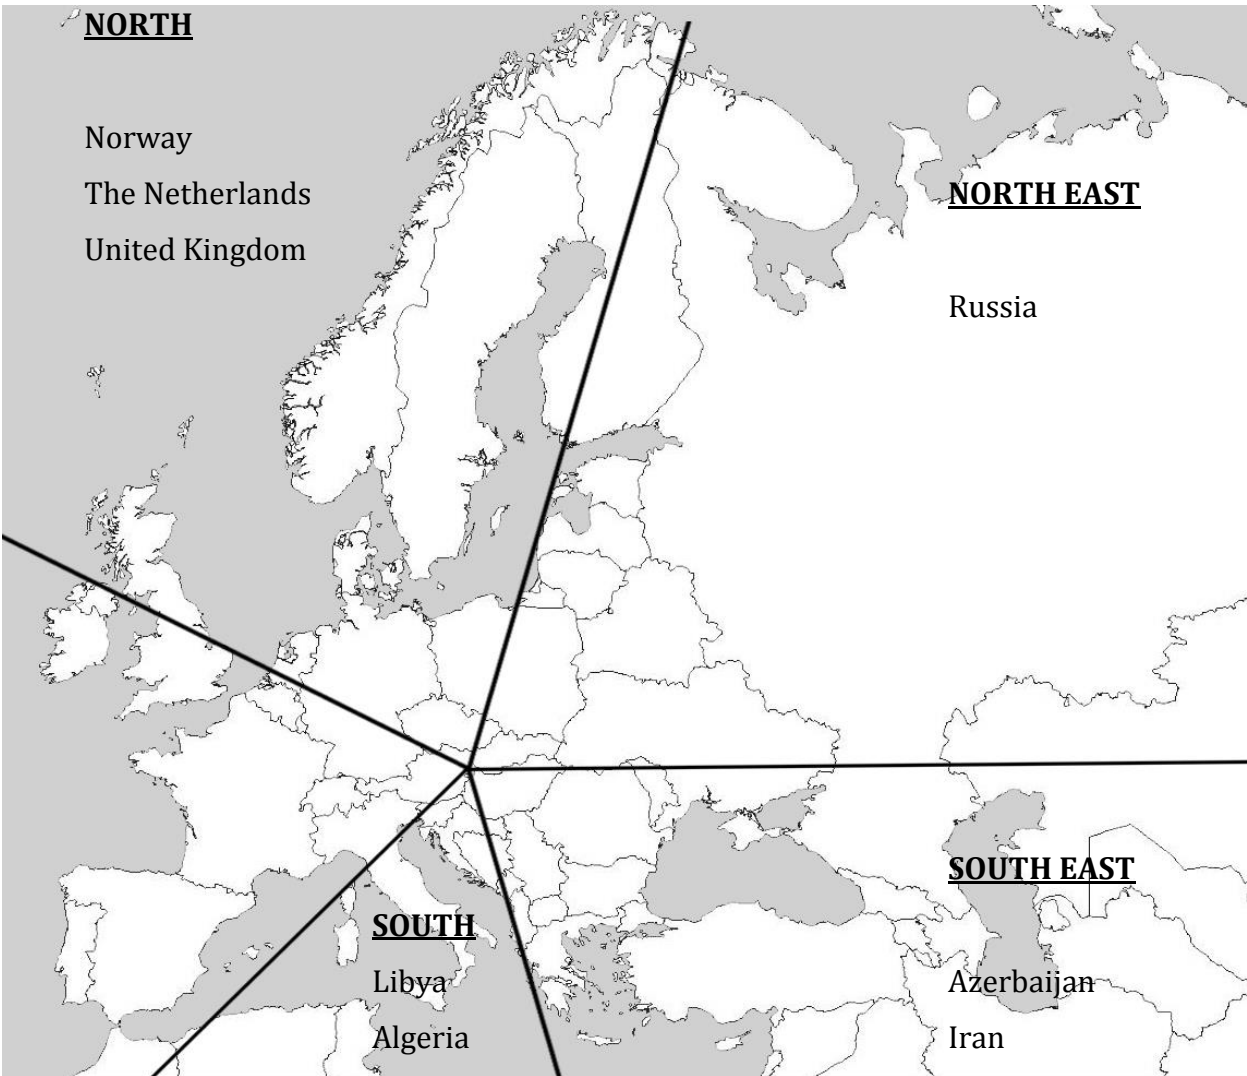 NORTH
Norway
The Netherlands
United Kingdom
NORTH EAST
Russia
SOUTH
Libya
Algeria
SOUTH EAST
Azerbaijan
Iran